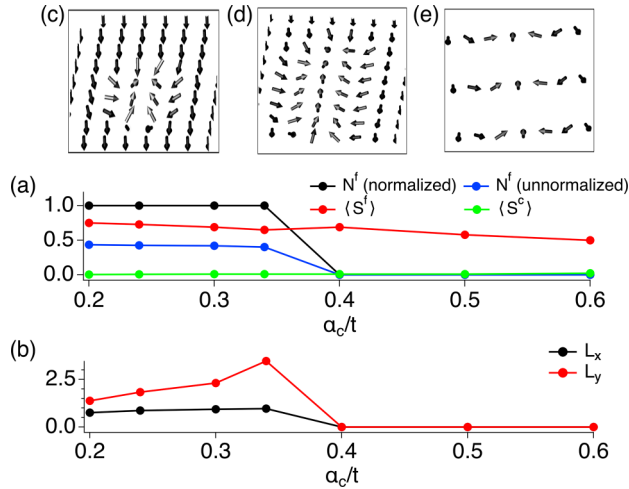 (c) (d) (e)
(a)
N^f (normalized) N^f (unnormalized)
⟨S^f⟩ ⟨S^c⟩
1.0
0.5
0.0
0.2 0.3 0.4 0.5 0.6
α_c/t
(b)
L_x
L_y
2.5
0.0
0.2 0.3 0.4 0.5 0.6
α_c/t